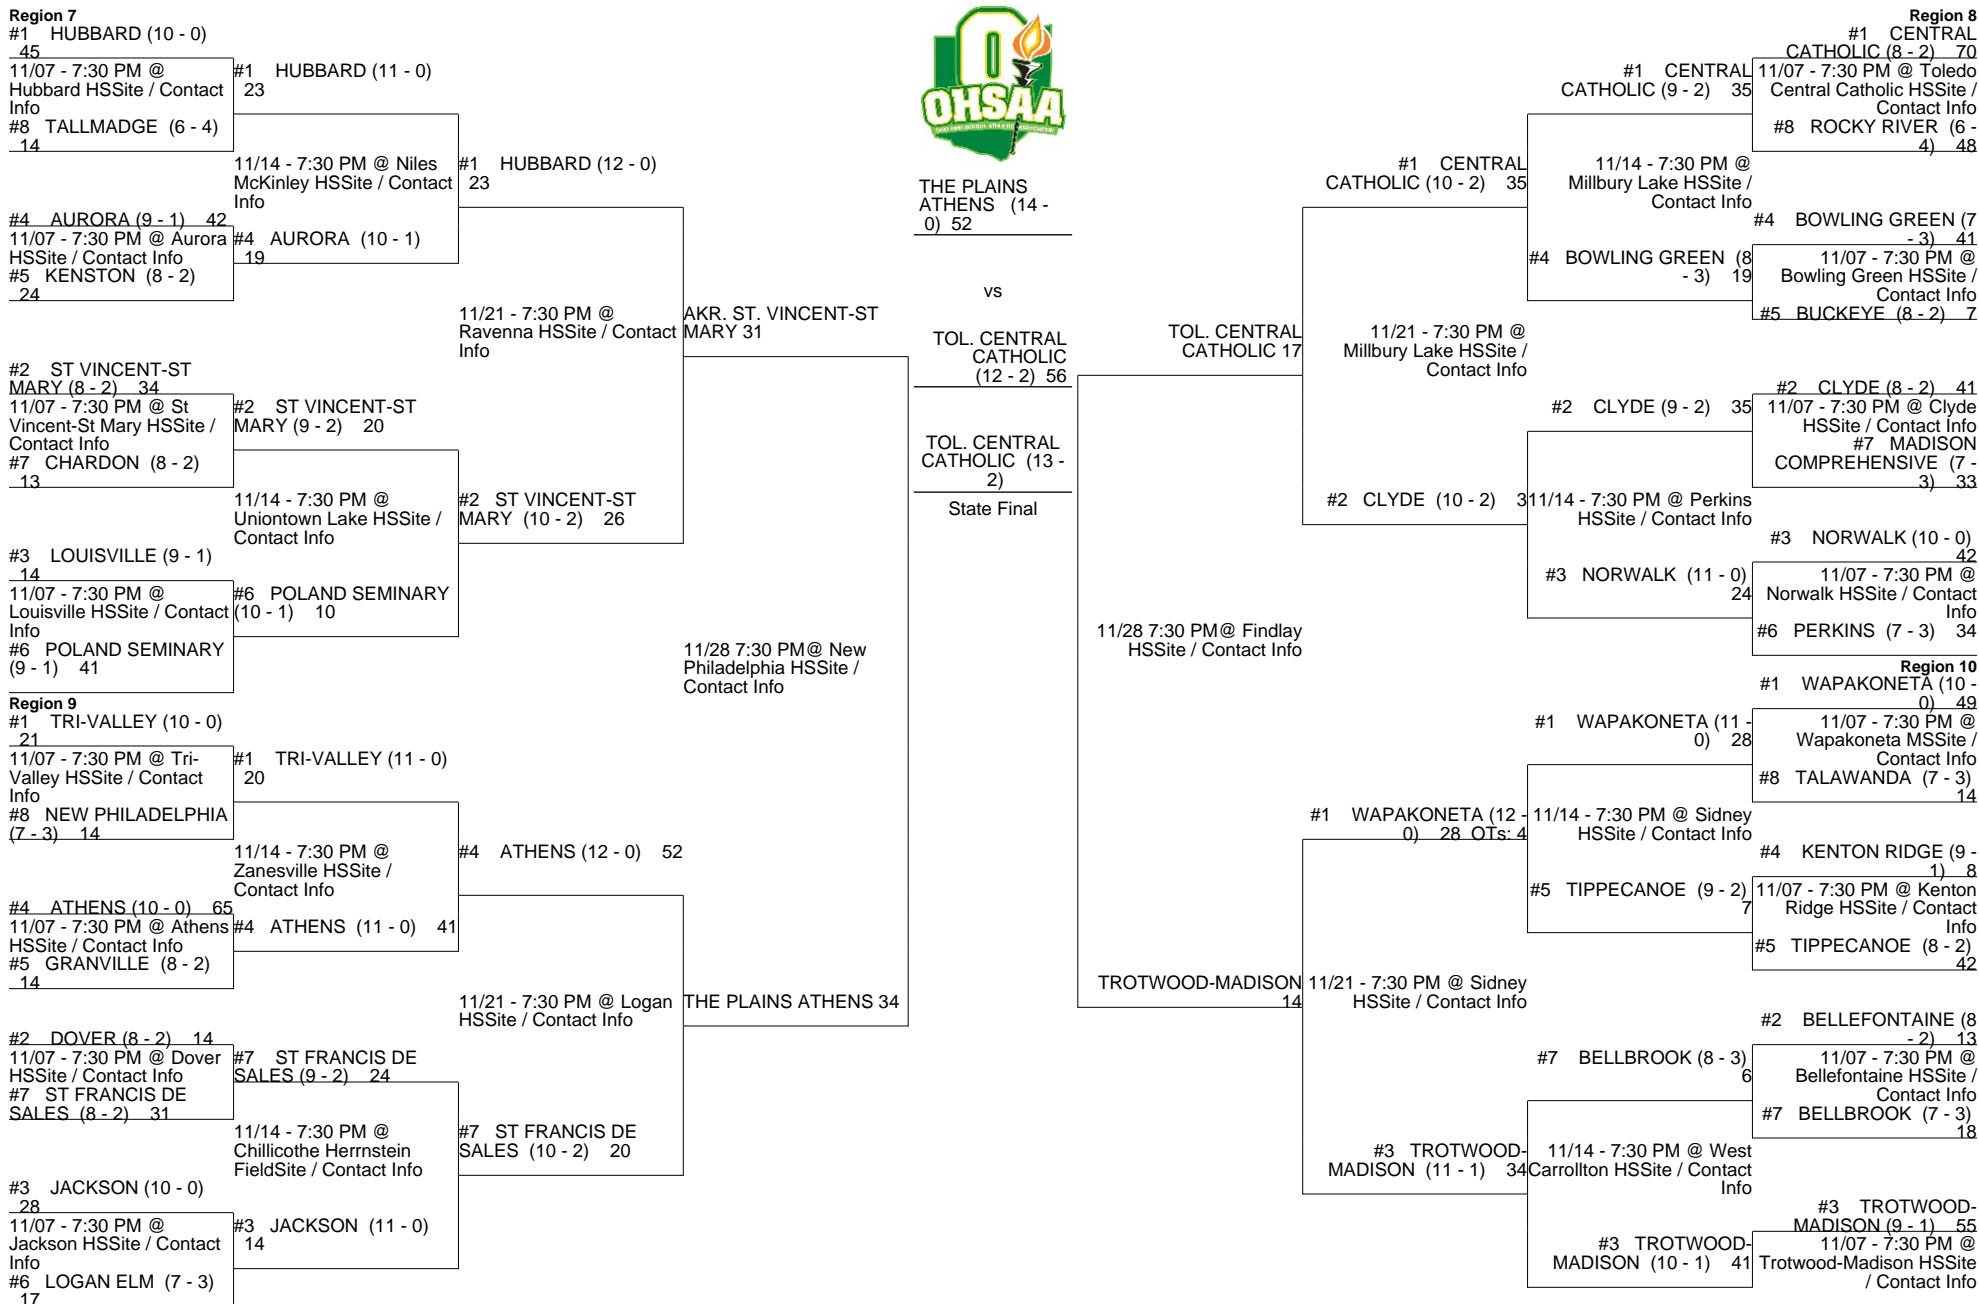 Region 7
#1 HUBBARD (10 - 0)
45
11/07 - 7:30 PM @
Hubbard HSSite / Contact
Info
#8 TALLMADGE (6 - 4)
14
#4 AURORA (9 - 1) 42
11/07 - 7:30 PM @ Aurora
HSSite / Contact Info
#5 KENSTON (8 - 2)
24
#2 ST VINCENT-ST
MARY (8 - 2) 34
11/07 - 7:30 PM @ St
Vincent-St Mary HSSite /
Contact Info
#7 CHARDON (8 - 2)
13
#3 LOUISVILLE (9 - 1)
14
11/07 - 7:30 PM @
Louisville HSSite / Contact
Info
#6 POLAND SEMINARY
(9 - 1) 41
Region 9
#1 TRI-VALLEY (10 - 0)
21
11/07 - 7:30 PM @ Tri-
Valley HSSite / Contact
Info
#8 NEW PHILADELPHIA
(7 - 3) 14
#4 ATHENS (10 - 0) 65
11/07 - 7:30 PM @ Athens
HSSite / Contact Info
#5 GRANVILLE (8 - 2)
14
#2 DOVER (8 - 2) 14
11/07 - 7:30 PM @ Dover
HSSite / Contact Info
#7 ST FRANCIS DE
SALES (8 - 2) 31
#3 JACKSON (10 - 0)
28
11/07 - 7:30 PM @
Jackson HSSite / Contact
Info
#6 LOGAN ELM (7 - 3)
17
#1 HUBBARD (11 - 0)
23
11/14 - 7:30 PM @ Niles
McKinley HSSite / Contact
Info
#4 AURORA (10 - 1)
19
#2 ST VINCENT-ST
MARY (9 - 2) 20
11/14 - 7:30 PM @
Uniontown Lake HSSite /
Contact Info
#6 POLAND SEMINARY
(10 - 1) 10
#1 TRI-VALLEY (11 - 0)
20
11/14 - 7:30 PM @
Zanesville HSSite /
Contact Info
#4 ATHENS (11 - 0) 41
#7 ST FRANCIS DE
SALES (9 - 2) 24
11/14 - 7:30 PM @
Chillicothe Herrnstein
FieldSite / Contact Info
#3 JACKSON (11 - 0)
14
#1 HUBBARD (12 - 0)
23
11/21 - 7:30 PM @
Ravenna HSSite / Contact
Info
#2 ST VINCENT-ST
MARY (10 - 2) 26
#4 ATHENS (12 - 0) 52
11/21 - 7:30 PM @ Logan
HSSite / Contact Info
#7 ST FRANCIS DE
SALES (10 - 2) 20
AKR. ST. VINCENT-ST
MARY 31
11/28 7:30 PM@ New
Philadelphia HSSite /
Contact Info
THE PLAINS ATHENS 34
OHSAA
THE PLAINS
ATHENS (14 -
0) 52
vs
TOL. CENTRAL
CATHOLIC
(12 - 2) 56
TOL. CENTRAL
CATHOLIC (13 -
2)
State Final
TOL. CENTRAL
CATHOLIC 17
11/28 7:30 PM@ Findlay
HSSite / Contact Info
TROTWOOD-MADISON
14
#1 CENTRAL
CATHOLIC (10 - 2) 35
11/21 - 7:30 PM @
Millbury Lake HSSite /
Contact Info
#2 CLYDE (10 - 2) 3
#1 WAPAKONETA (12 -
0) 28 OTs: 4
11/21 - 7:30 PM @ Sidney
HSSite / Contact Info
#3 TROTWOOD-
MADISON (11 - 1) 34
#1 CENTRAL
CATHOLIC (9 - 2) 35
11/14 - 7:30 PM @
Millbury Lake HSSite /
Contact Info
#4 BOWLING GREEN (8
- 3) 19
#2 CLYDE (9 - 2) 35
11/14 - 7:30 PM @ Perkins
HSSite / Contact Info
#3 NORWALK (11 - 0)
24
#1 WAPAKONETA (11 -
0) 28
11/14 - 7:30 PM @ Sidney
HSSite / Contact Info
#5 TIPPECANOE (9 - 2)
7
#7 BELLBROOK (8 - 3)
6
11/14 - 7:30 PM @ West
Carrollton HSSite / Contact
Info
#3 TROTWOOD-
MADISON (10 - 1) 41
Region 8
#1 CENTRAL
CATHOLIC (8 - 2) 70
11/07 - 7:30 PM @ Toledo
Central Catholic HSSite /
Contact Info
#8 ROCKY RIVER (6 -
4) 48
#4 BOWLING GREEN (7
- 3) 41
11/07 - 7:30 PM @
Bowling Green HSSite /
Contact Info
#5 BUCKEYE (8 - 2) 7
#2 CLYDE (8 - 2) 41
11/07 - 7:30 PM @ Clyde
HSSite / Contact Info
#7 MADISON
COMPREHENSIVE (7 -
3) 33
#3 NORWALK (10 - 0)
42
11/07 - 7:30 PM @
Norwalk HSSite / Contact
Info
#6 PERKINS (7 - 3) 34
Region 10
#1 WAPAKONETA (10 -
0) 49
11/07 - 7:30 PM @
Wapakoneta MSSite /
Contact Info
#8 TALAWANDA (7 - 3)
14
#4 KENTON RIDGE (9 -
1) 8
11/07 - 7:30 PM @ Kenton
Ridge HSSite / Contact
Info
#5 TIPPECANOE (8 - 2)
42
#2 BELLEFONTAINE (8
- 2) 13
11/07 - 7:30 PM @
Bellefontaine HSSite /
Contact Info
#7 BELLBROOK (7 - 3)
18
#3 TROTWOOD-
MADISON (9 - 1) 55
11/07 - 7:30 PM @
Trotwood-Madison HSSite
/ Contact Info